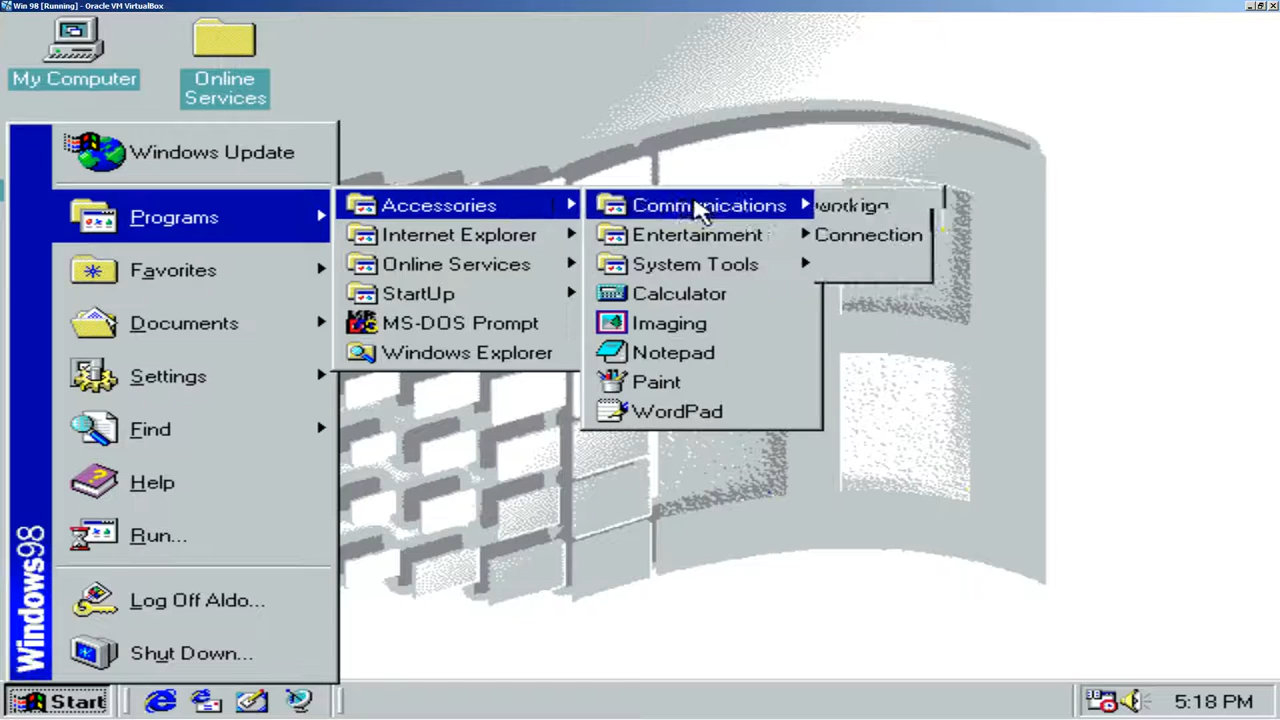 Win 98 [Running] - Oracle VM VirtualBox
My Computer
Online
Services
Windows Update
Programs
Favorites
Documents
Settings
Find
Help
Run...
Log Off Aldo...
Shut Down...
Windows98
Accessories
Internet Explorer
Online Services
StartUp
MS-DOS Prompt
Windows Explorer
Communications
Entertainment
System Tools
Calculator
Imaging
Notepad
Paint
WordPad
Connection
Start
5:18 PM